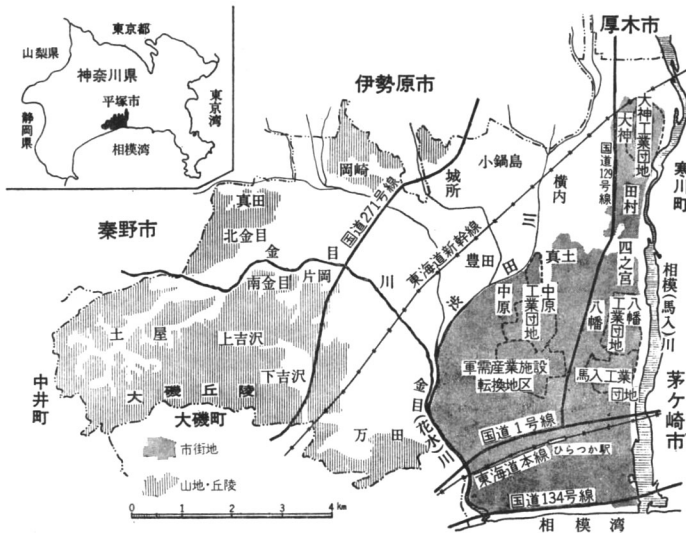 東京都
山梨県
神奈川県
平塚市
東京湾
静岡県
相模湾
厚木市
伊勢原市
秦野市
岡崎
城所
小鍋島
国道271号線
東海道新幹線
横内
国道129号線
大神
大神工業団地
寒川町
田村
真田
北金目
金目川
南金目
片岡
豊田
渋田川
真土
四之宮
相模(馬入)川
中原
中原工業団地
八幡
八幡工業団地
土屋
上吉沢
下吉沢
軍需産業施設
転換地区
馬入工業
団地
中井町
大磯丘陵
大磯町
万田
金目(花水)川
茅ケ崎市
国道1号線
東海道本線
ひらつか駅
国道134号線
相模湾
市街地
山地・丘陵
0 1 2 3 4km